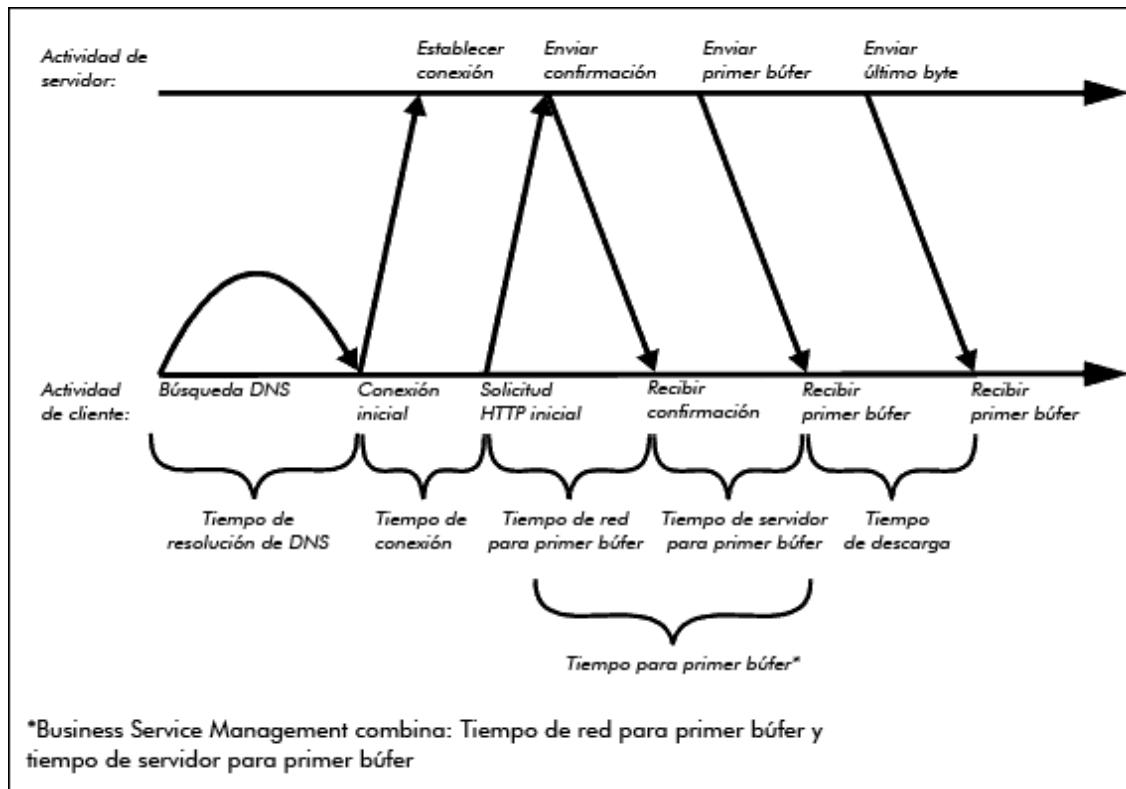 Actividad de
servidor:
Establecer
conexión
Enviar
confirmación
Enviar
primer búfer
Enviar
último byte
Actividad
de cliente:
Búsqueda DNS
Conexión
inicial
Solicitud
HTTP inicial
Recibir
confirmación
Recibir
primer búfer
Recibir
primer búfer
Tiempo de
resolución de DNS
Tiempo de
conexión
Tiempo de red
para primer búfer
Tiempo de servidor
para primer búfer
Tiempo
de descarga
Tiempo para primer búfer*
*Business Service Management combina: Tiempo de red para primer búfer y
tiempo de servidor para primer búfer